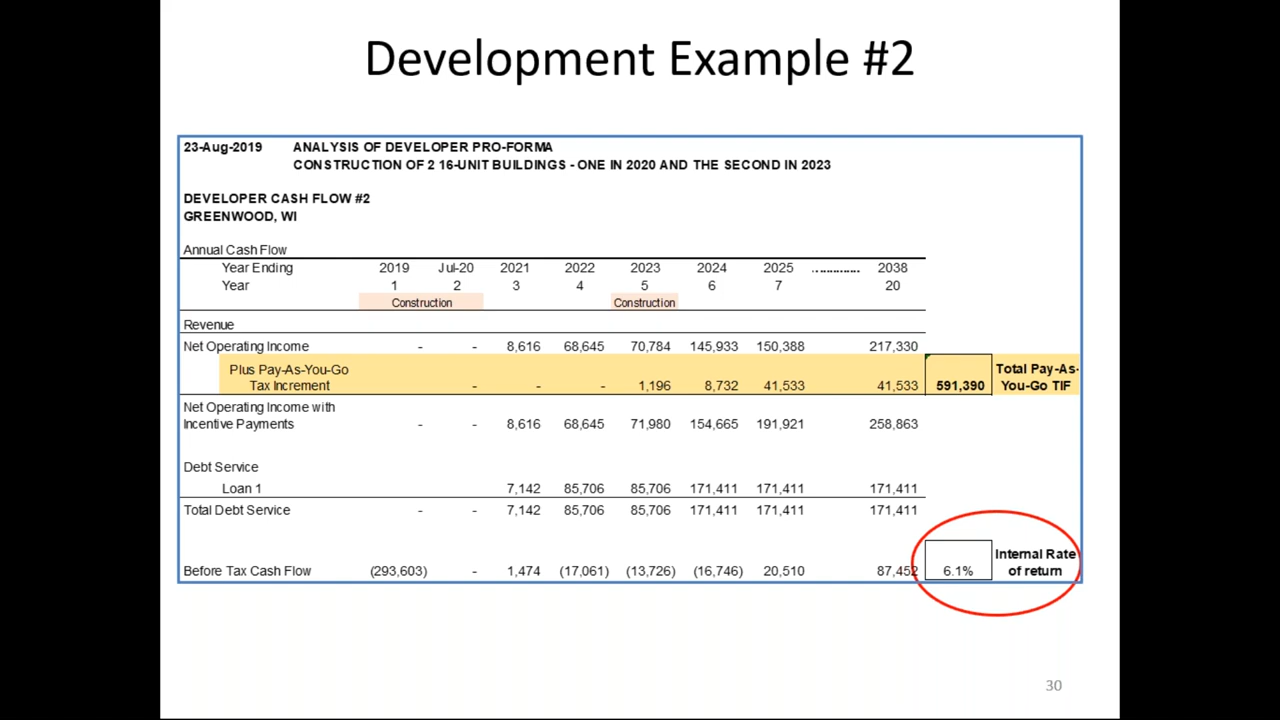 Development Example #2
23-Aug-2019 ANALYSIS OF DEVELOPER PRO-FORMA
CONSTRUCTION OF 2 16-UNIT BUILDINGS - ONE IN 2020 AND THE SECOND IN 2023
DEVELOPER CASH FLOW #2
GREENWOOD, WI
Annual Cash Flow
Year Ending 2019 Jul-20 2021 2022 2023 2024 2025 .............. 2038
Year 1 2 3 4 5 6 7 20
Construction Construction
Revenue
Net Operating Income - - 8,616 68,645 70,784 145,933 150,388 217,330
Plus Pay-As-You-Go Total Pay-As-
Tax Increment - - - 1,196 8,732 41,533 41,533 591,390 You-Go TIF
Net Operating Income with
Incentive Payments - - 8,616 68,645 71,980 154,665 191,921 258,863
Debt Service
Loan 1 7,142 85,706 85,706 171,411 171,411 171,411
Total Debt Service - - 7,142 85,706 85,706 171,411 171,411 171,411
Internal Rate
Before Tax Cash Flow (293,603) - 1,474 (17,061) (13,726) (16,746) 20,510 87,452 6.1% of return
30